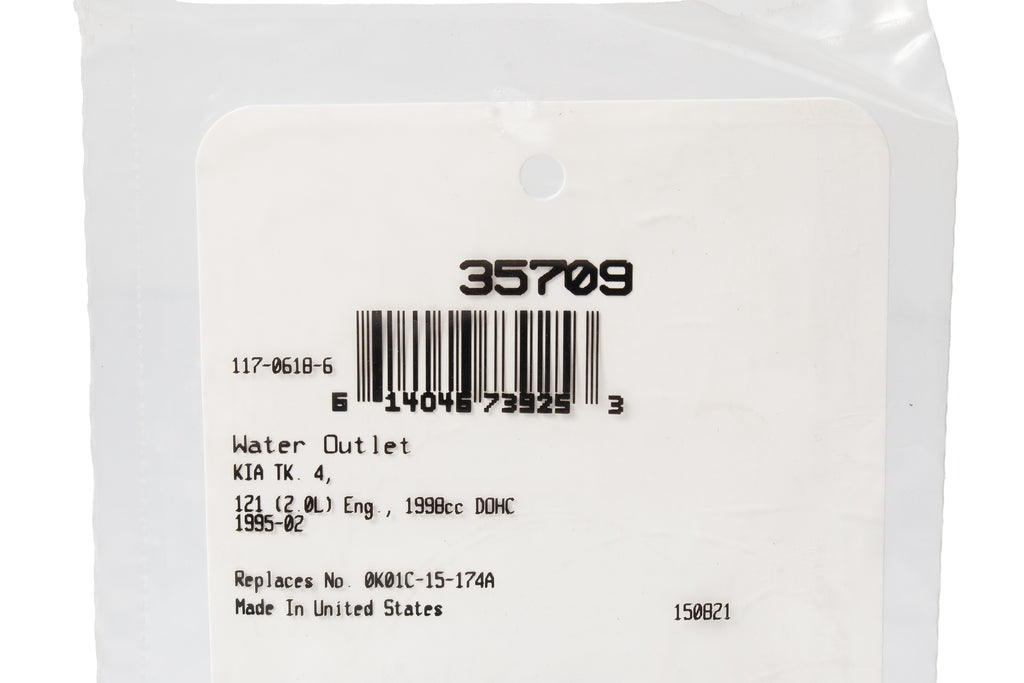 35709
117-0618-6
6 14046 73925 3
Water Outlet
KIA TK. 4,
121 (2.0L) Eng., 1998cc DOHC
1995-02
Replaces No. 0K01C-15-174A
Made In United States
150821